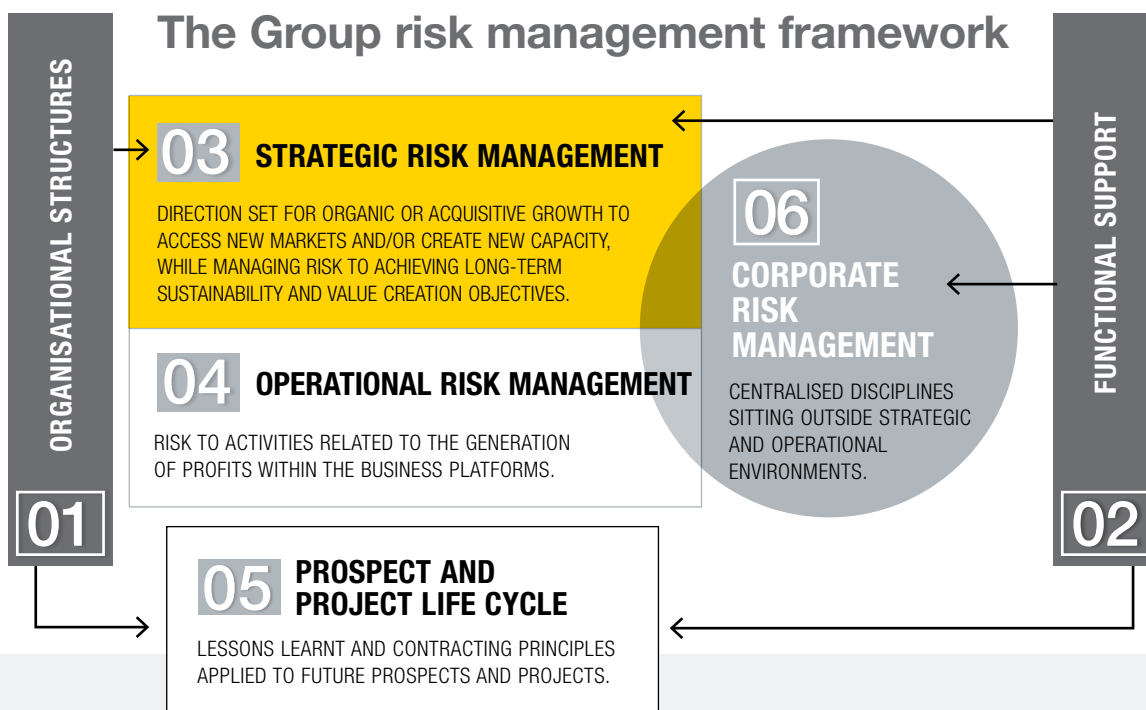 The Group risk management framework
ORGANISATIONAL STRUCTURES
01
03
STRATEGIC RISK MANAGEMENT
DIRECTION SET FOR ORGANIC OR ACQUISITIVE GROWTH TO
ACCESS NEW MARKETS AND/OR CREATE NEW CAPACITY,
WHILE MANAGING RISK TO ACHIEVING LONG-TERM
SUSTAINABILITY AND VALUE CREATION OBJECTIVES.
04
OPERATIONAL RISK MANAGEMENT
RISK TO ACTIVITIES RELATED TO THE GENERATION
OF PROFITS WITHIN THE BUSINESS PLATFORMS.
05
PROSPECT AND
PROJECT LIFE CYCLE
LESSONS LEARNT AND CONTRACTING PRINCIPLES
APPLIED TO FUTURE PROSPECTS AND PROJECTS.
06
CORPORATE
RISK
MANAGEMENT
CENTRALISED DISCIPLINES
SITTING OUTSIDE STRATEGIC
AND OPERATIONAL
ENVIRONMENTS.
FUNCTIONAL SUPPORT
02